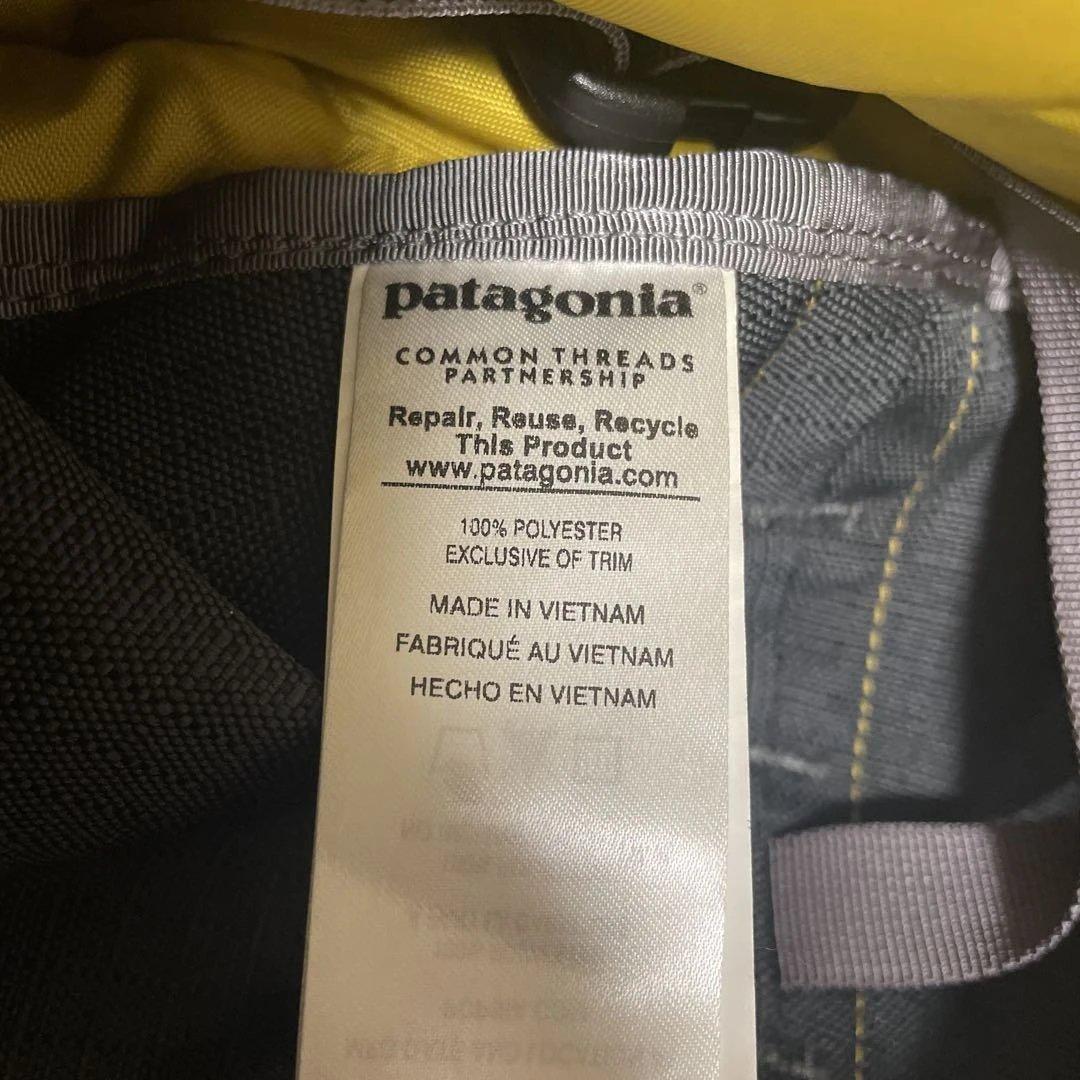 patagonia®
COMMON THREADS
PARTNERSHIP
Repair, Reuse, Recycle
This Product
www.patagonia.com
100% POLYESTER
EXCLUSIVE OF TRIM
MADE IN VIETNAM
FABRIQUÉ AU VIETNAM
HECHO EN VIETNAM